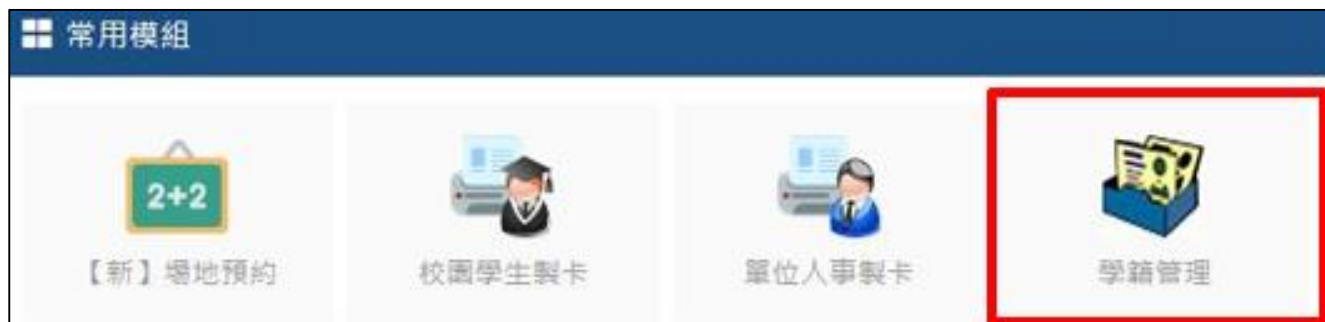 常用模組
2+2
【新】場地預約
校園學生製卡
單位人事製卡
學籍管理